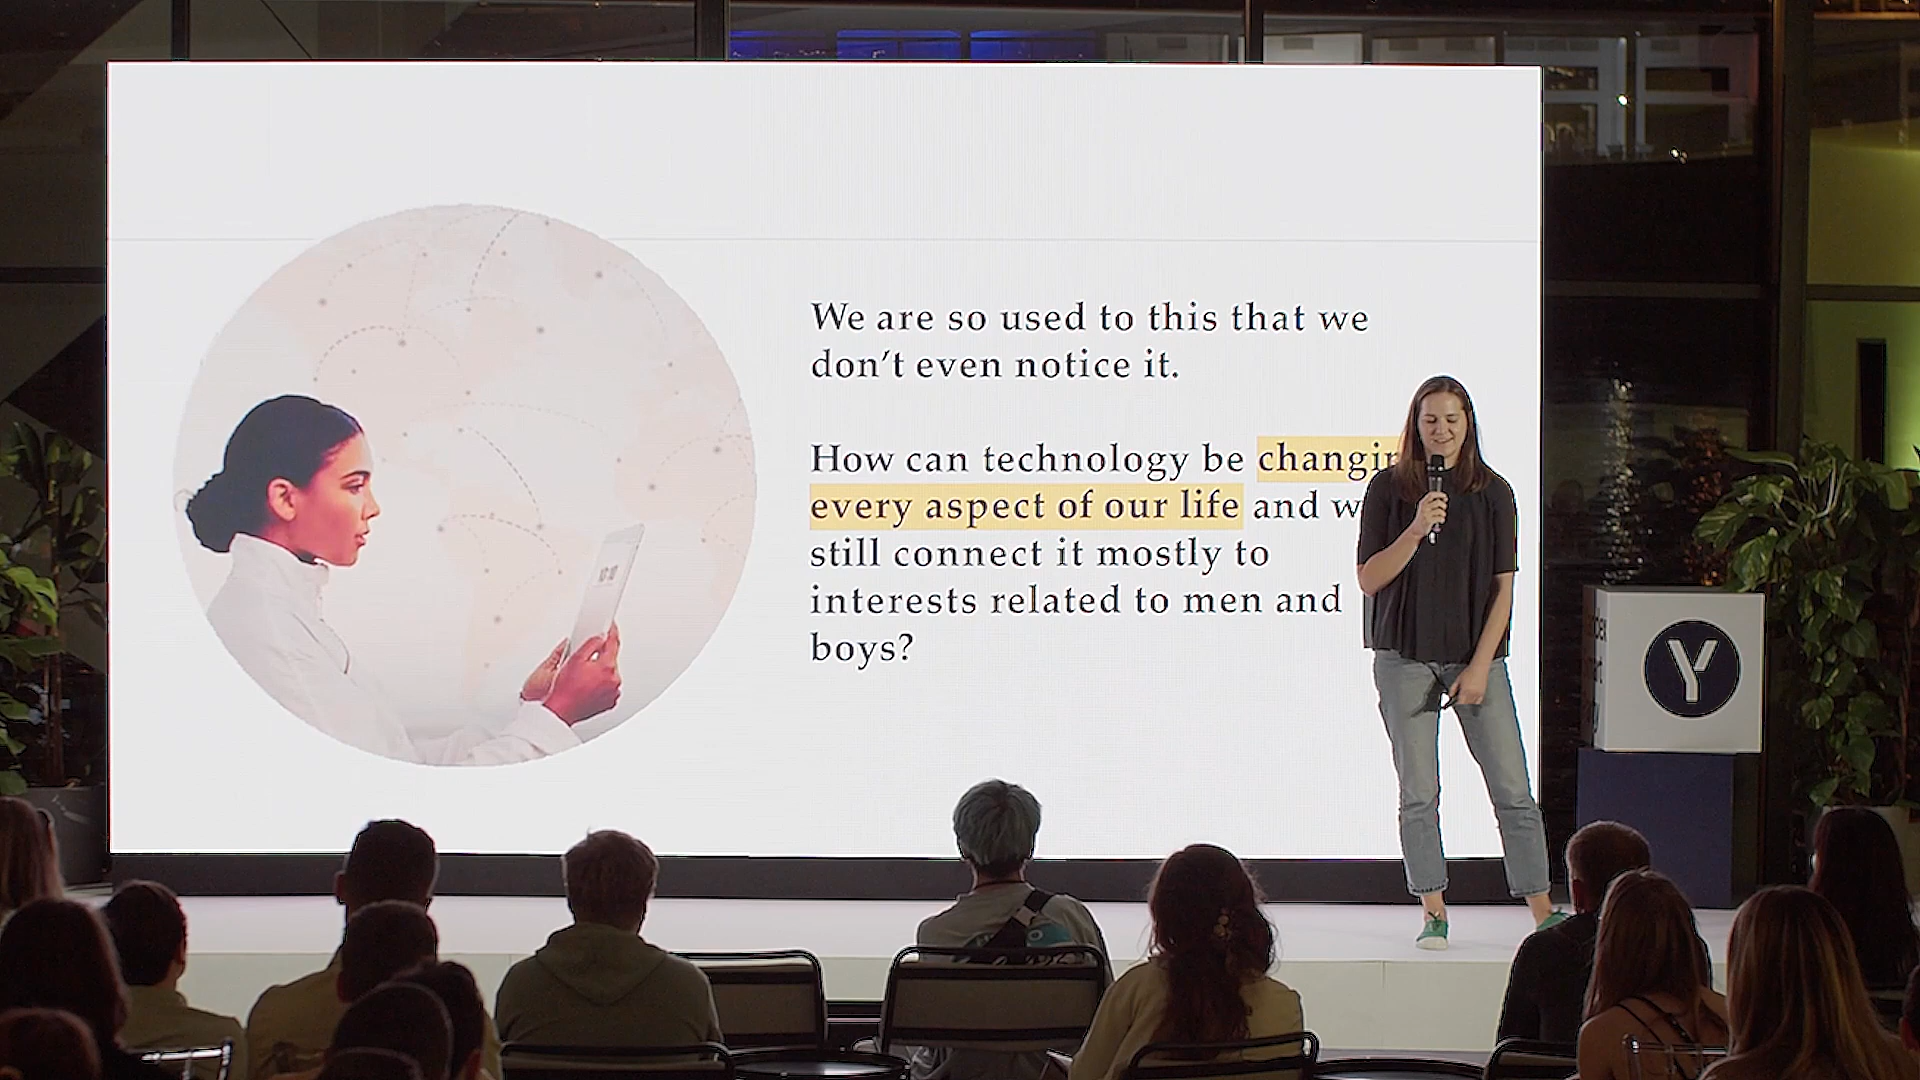 We are so used to this that we
don't even notice it.
How can technology be changin
every aspect of our life and w
still connect it mostly to
interests related to men and
boys?
Y